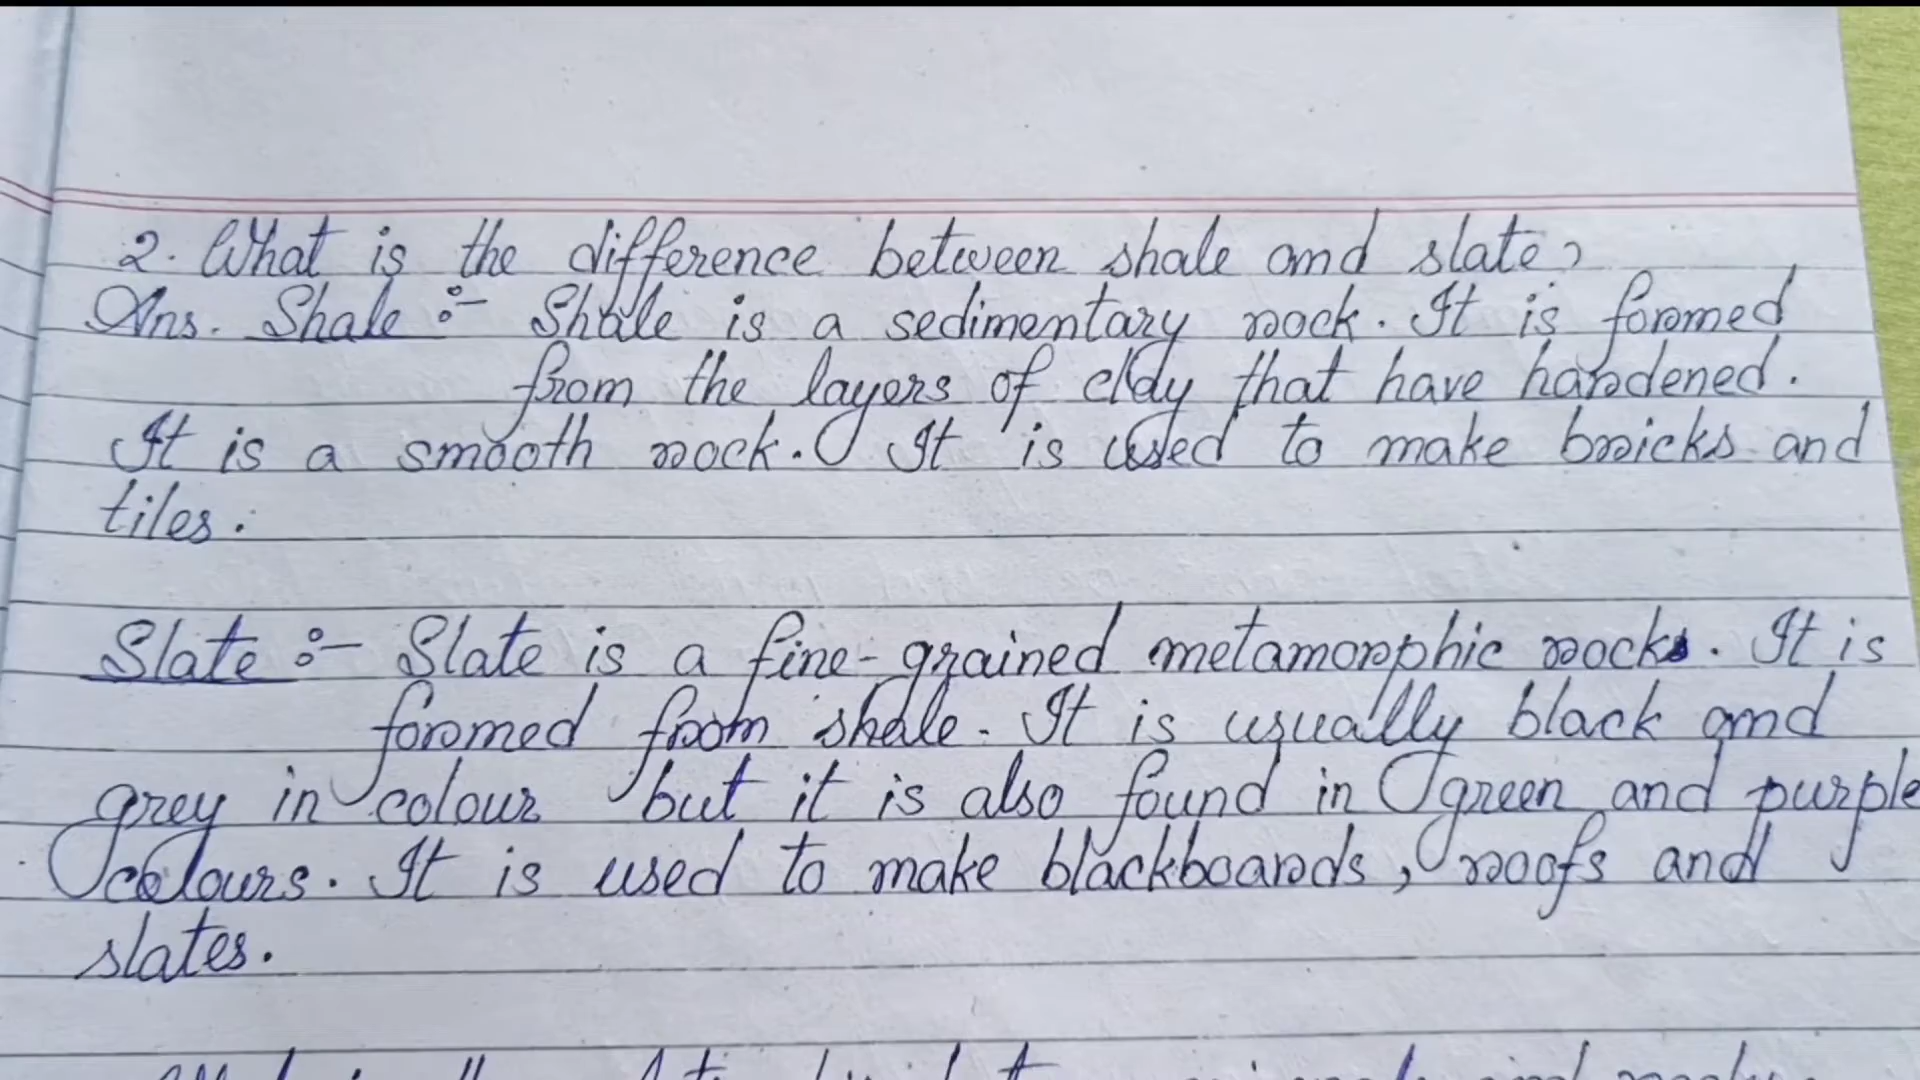 2. What is the difference between shale and slate?
Ans. Shale :- Shale is a sedimentary rock. It is formed
from the layers of clay that have hardened.
It is a smooth rock. It is used to make bricks and
tiles.
Slate :- Slate is a fine-grained metamorphic rocks. It is
formed from shale. It is usually black and
grey in colour but it is also found in green and purple
colours. It is used to make blackboards, roofs and
slates.